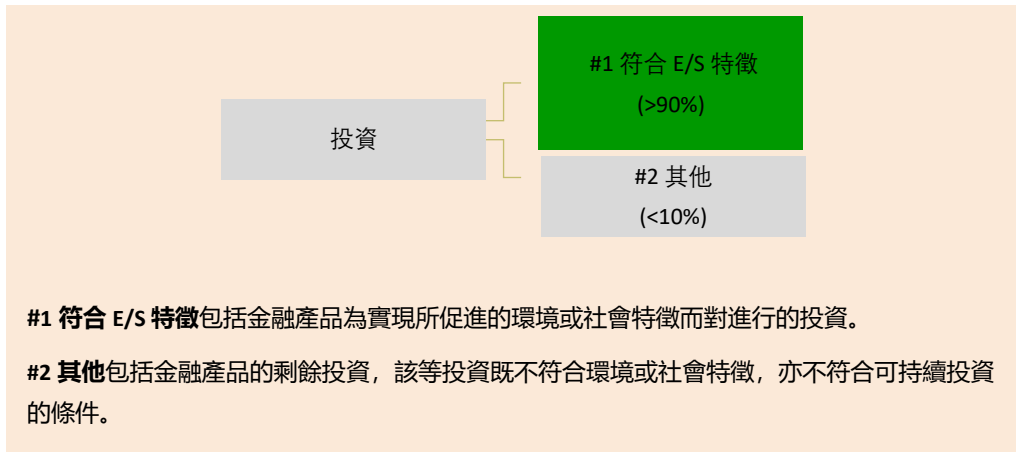 #1 符合 E/S 特徵
(>90%)
投資
#2 其他
(<10%)
#1 符合 E/S 特徵包括金融產品為實現所促進的環境或社會特徵而對進行的投資。
#2 其他包括金融產品的剩餘投資，該等投資既不符合環境或社會特徵，亦不符合可持續投資
的條件。